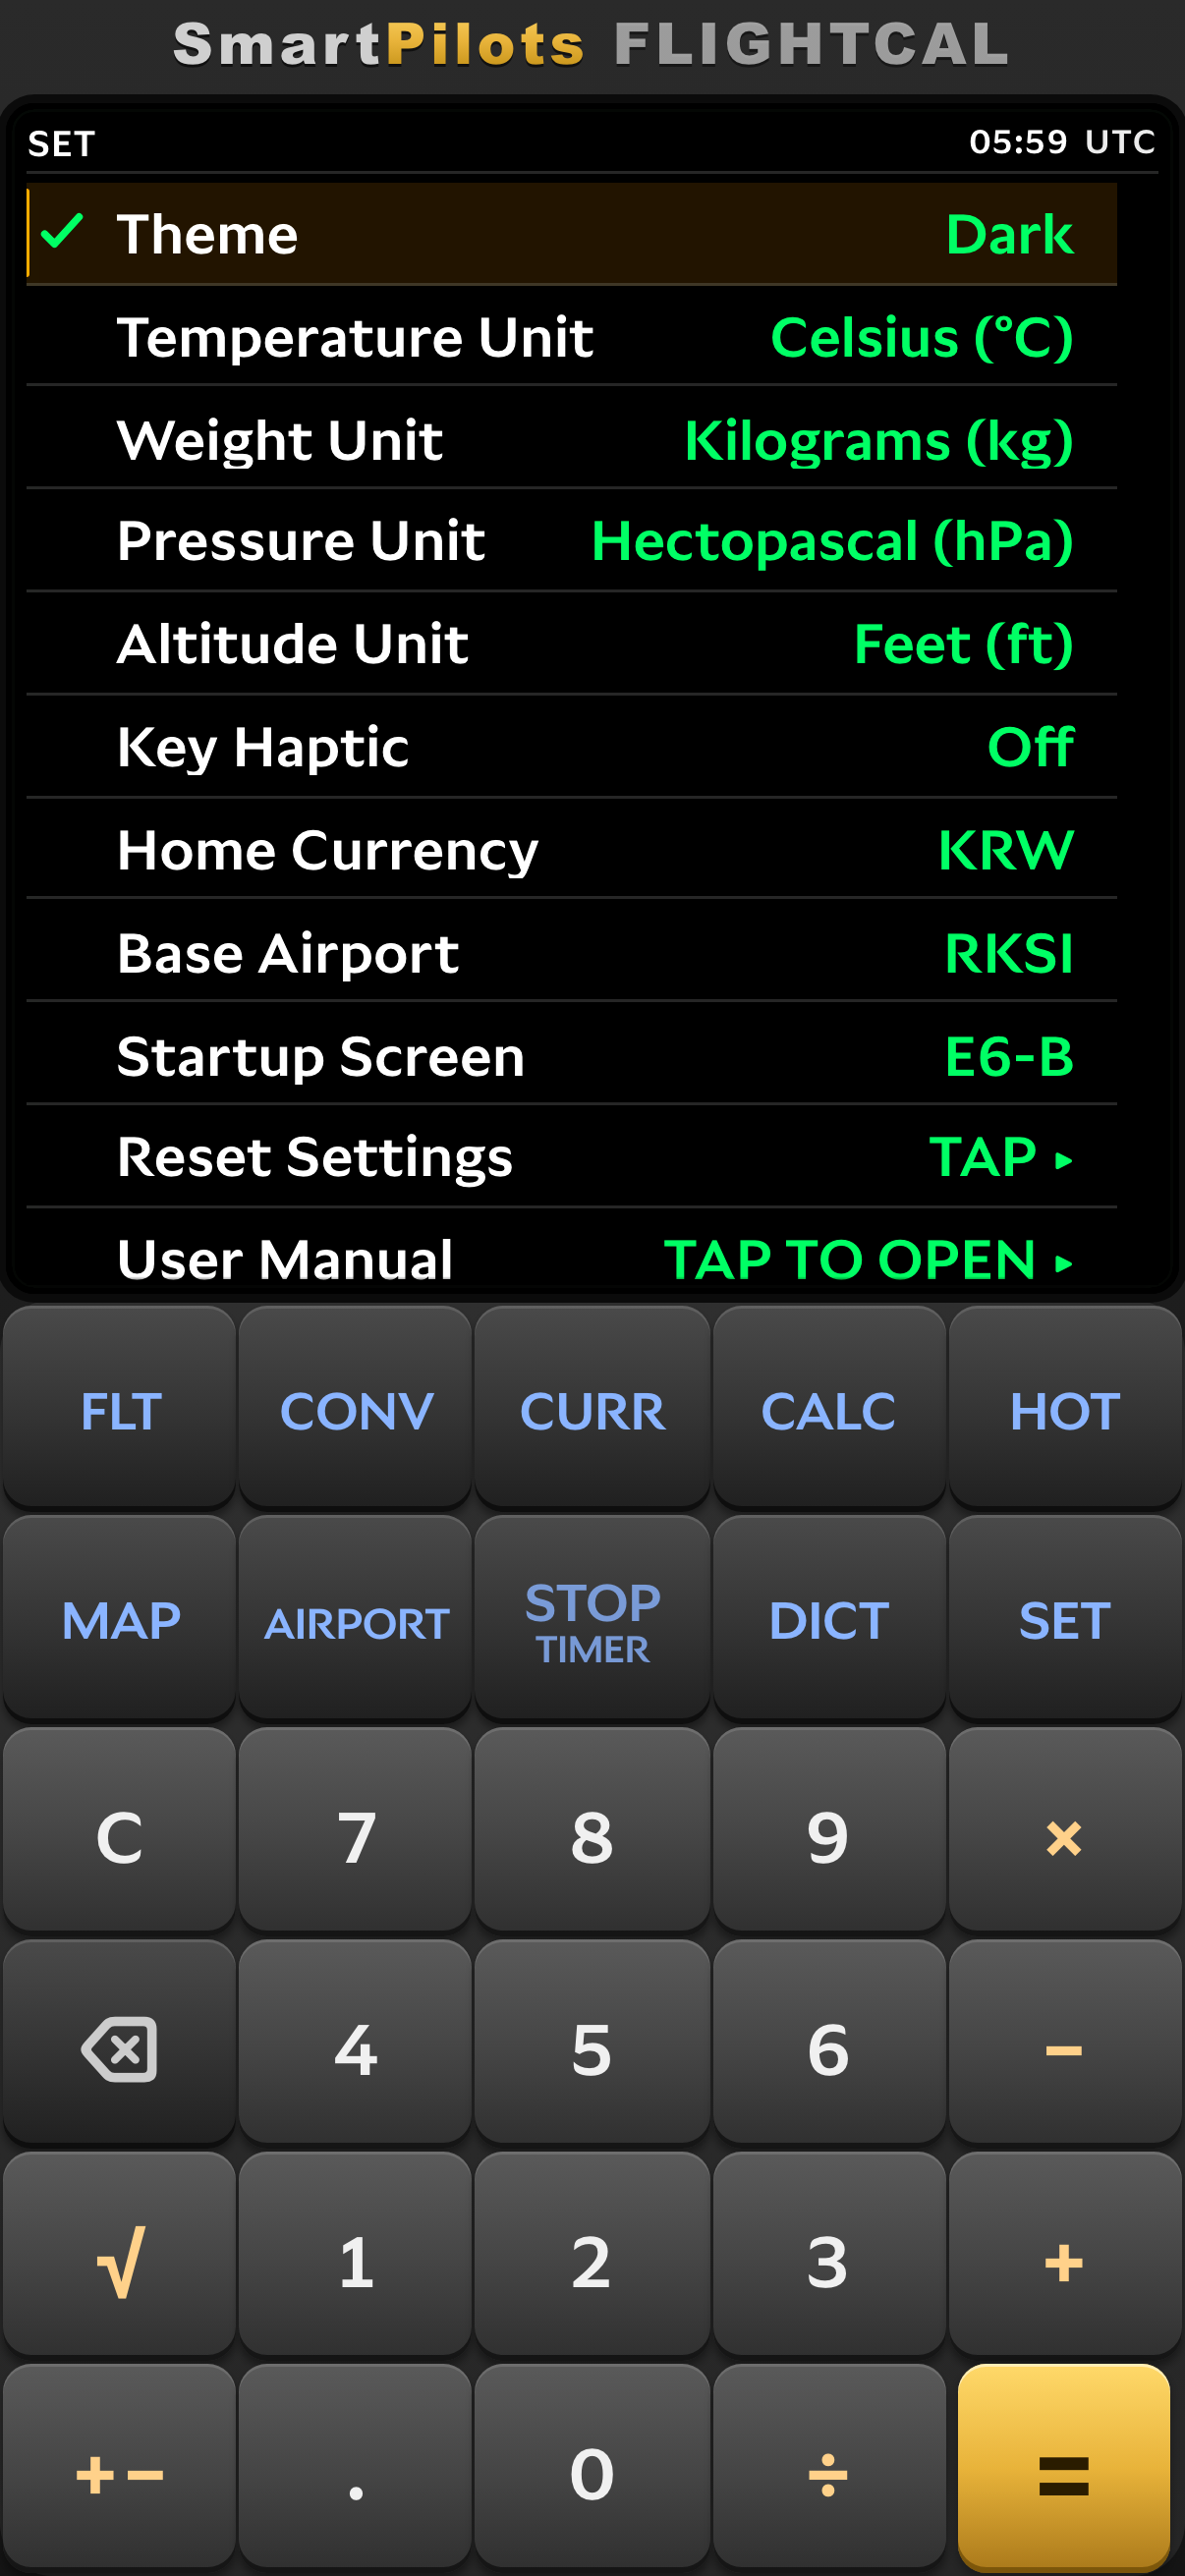 SmartPilots FLIGHTCAL
SET 05:59 UTC
Theme Dark
Temperature Unit Celsius (°C)
Weight Unit Kilograms (kg)
Pressure Unit Hectopascal (hPa)
Altitude Unit Feet (ft)
Key Haptic Off
Home Currency KRW
Base Airport RKSI
Startup Screen E6-B
Reset Settings TAP ▸
User Manual TAP TO OPEN ▸
FLT CONV CURR CALC HOT
MAP AIRPORT STOP TIMER DICT SET
C 7 8 9 ×
4 5 6 −
√ 1 2 3 +
+− . 0 ÷ =